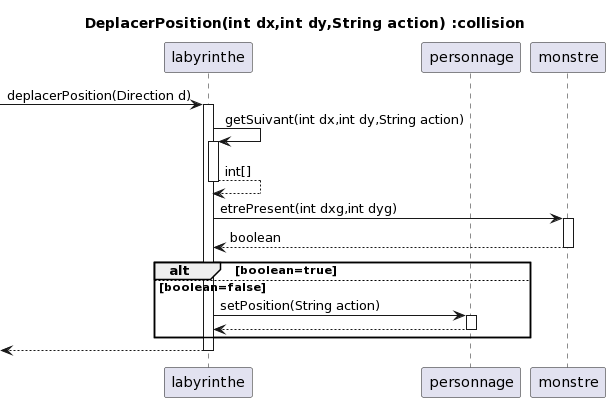 DeplacerPosition(int dx,int dy,String action) :collision
labyrinthe personnage monstre
deplacerPosition(Direction d)
getSuivant(int dx,int dy,String action)
int[]
etrePresent(int dxg,int dyg)
boolean
alt [boolean=true]
[boolean=false]
setPosition(String action)
labyrinthe personnage monstre